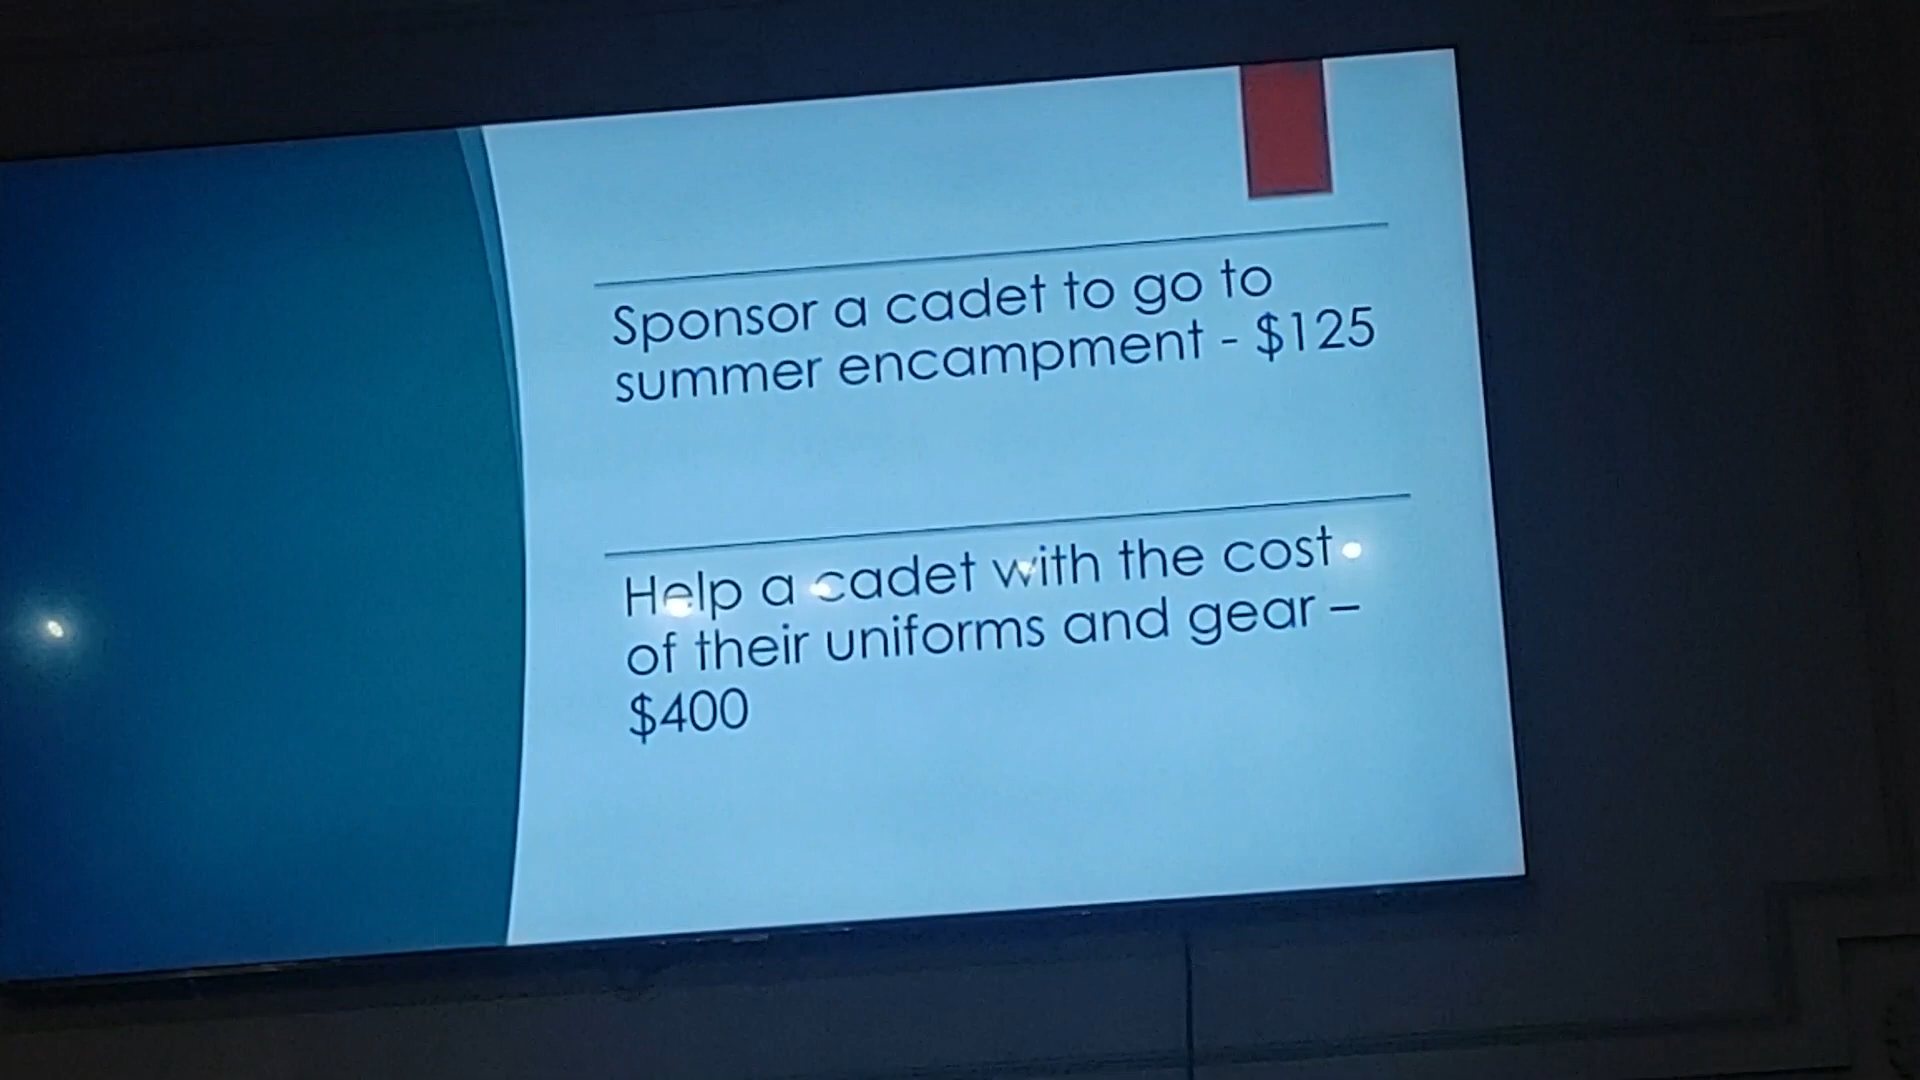 Sponsor a cadet to go to
summer encampment - $125
Help a cadet with the cost
of their uniforms and gear –
$400